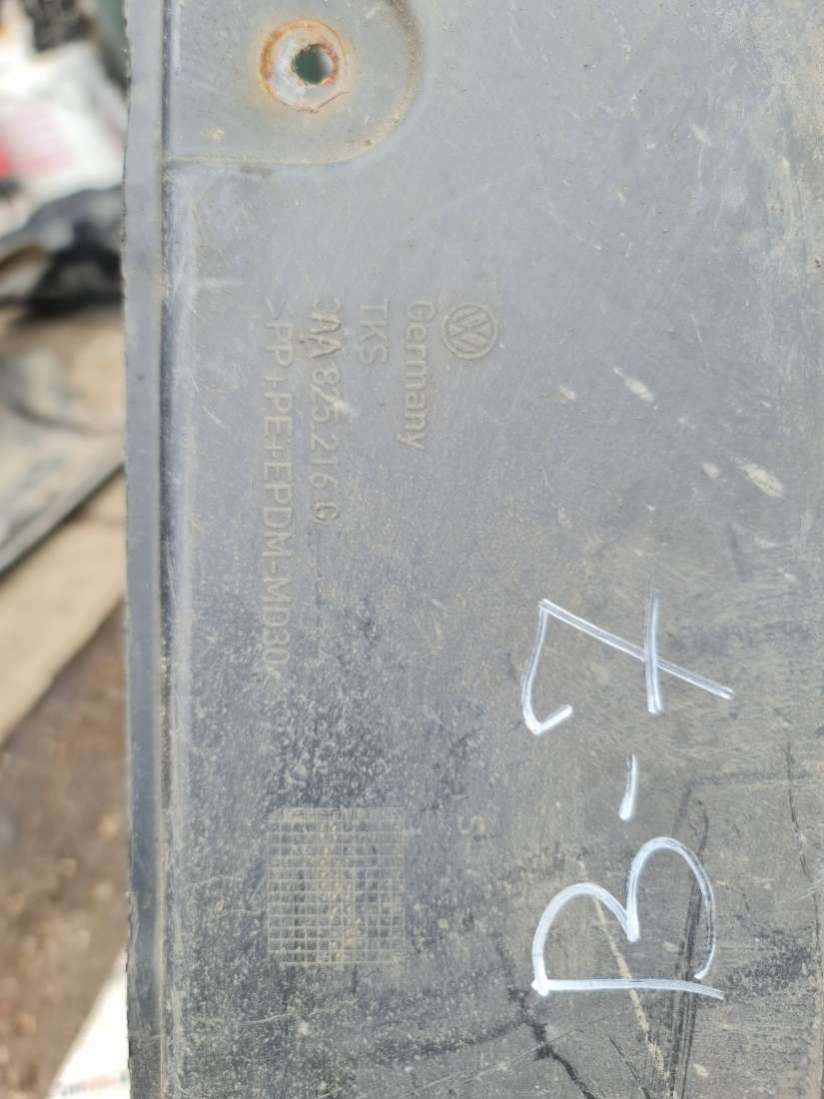 Germany
TKS
3AA.825.216
>PP+PE+EPDM-MD30<
B-7